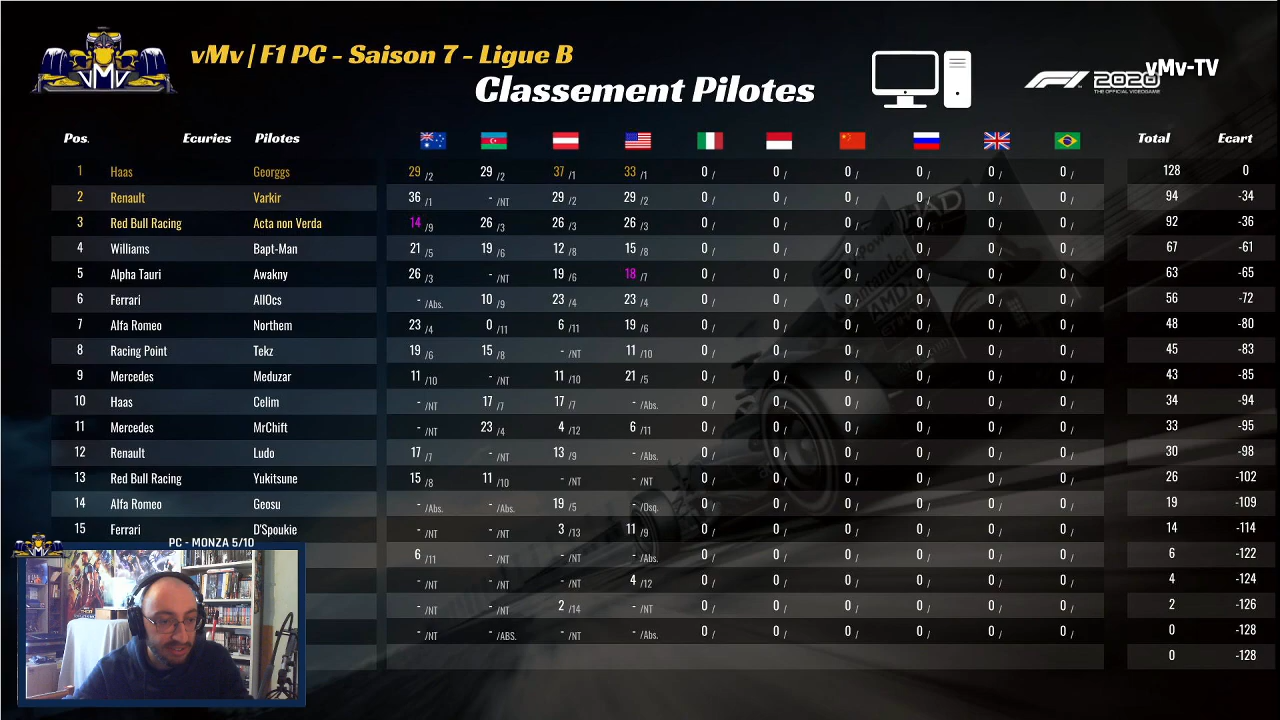 vMv | F1 PC - Saison 7 - Ligue B
Classement Pilotes
vMv-TV
F1 2020
THE OFFICIAL VIDEOGAME
vMv
Pos. Ecuries Pilotes Total Ecart
1 Haas Georggs 29 /2 29 /2 37 /1 33 /1 0 / 0 / 0 / 0 / 0 / 0 / 128 0
2 Renault Varkir 36 /1 - /NT 29 /2 29 /2 0 / 0 / 0 / 0 / 0 / 0 / 94 -34
3 Red Bull Racing Acta non Verda 14 /9 26 /3 26 /3 26 /3 0 / 0 / 0 / 0 / 0 / 0 / 92 -36
4 Williams Bapt-Man 21 /5 19 /6 12 /8 15 /8 0 / 0 / 0 / 0 / 0 / 0 / 67 -61
5 Alpha Tauri Awakny 26 /3 - /NT 19 /6 18 /7 0 / 0 / 0 / 0 / 0 / 0 / 63 -65
6 Ferrari AllOcs - /Abs. 10 /9 23 /4 23 /4 0 / 0 / 0 / 0 / 0 / 0 / 56 -72
7 Alfa Romeo Northem 23 /4 0 /11 6 /11 19 /6 0 / 0 / 0 / 0 / 0 / 0 / 48 -80
8 Racing Point Tekz 19 /6 15 /8 - /NT 11 /10 0 / 0 / 0 / 0 / 0 / 0 / 45 -83
9 Mercedes Meduzar 11 /10 - /NT 11 /10 21 /5 0 / 0 / 0 / 0 / 0 / 0 / 43 -85
10 Haas Celim - /NT 17 /7 17 /7 - /Abs. 0 / 0 / 0 / 0 / 0 / 0 / 34 -94
11 Mercedes MrChift - /NT 23 /4 4 /12 6 /11 0 / 0 / 0 / 0 / 0 / 0 / 33 -95
12 Renault Ludo 17 /7 - /NT 13 /9 - /Abs. 0 / 0 / 0 / 0 / 0 / 0 / 30 -98
13 Red Bull Racing Yukitsune 15 /8 11 /10 - /NT - /NT 0 / 0 / 0 / 0 / 0 / 0 / 26 -102
14 Alfa Romeo Geosu - /Abs. - /Abs. 19 /5 - /Dsq. 0 / 0 / 0 / 0 / 0 / 0 / 19 -109
15 Ferrari D'Spoukie - /NT - /NT 3 /13 11 /9 0 / 0 / 0 / 0 / 0 / 0 / 14 -114
PC - MONZA 5/10
6 /11 - /NT - /NT - /Abs. 0 / 0 / 0 / 0 / 0 / 0 / 6 -122
- /NT - /NT - /NT 4 /12 0 / 0 / 0 / 0 / 0 / 0 / 4 -124
- /NT - /NT 2 /14 - /NT 0 / 0 / 0 / 0 / 0 / 0 / 2 -126
- /NT - /ABS. - /NT - /Abs. 0 / 0 / 0 / 0 / 0 / 0 / 0 -128
0 -128